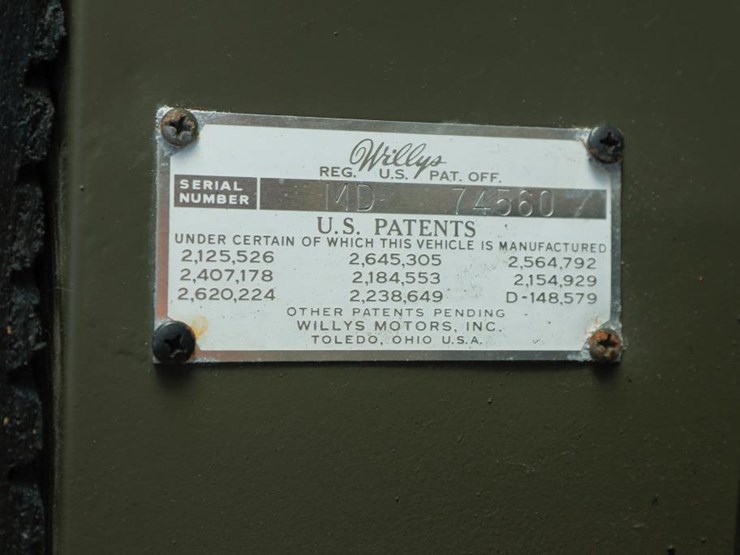 Willys
REG. U.S. PAT. OFF.
SERIAL NUMBER MD 74560
U.S. PATENTS
UNDER CERTAIN OF WHICH THIS VEHICLE IS MANUFACTURED
2,125,526 2,645,305 2,564,792
2,407,178 2,184,553 2,154,929
2,620,224 2,238,649 D-148,579
OTHER PATENTS PENDING
WILLYS MOTORS, INC.
TOLEDO, OHIO U.S.A.